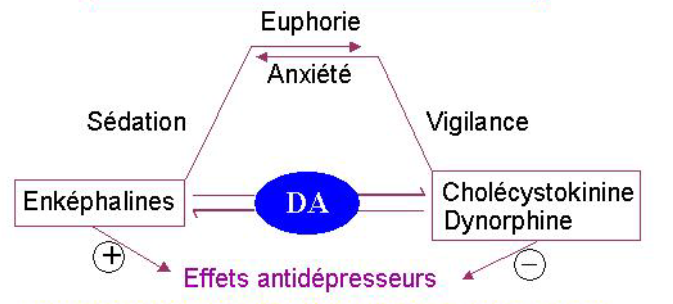 Euphorie
Anxiété
Sédation
Vigilance
Enképhalines
DA
Cholécystokinine
Dynorphine
+
−
Effets antidépresseurs